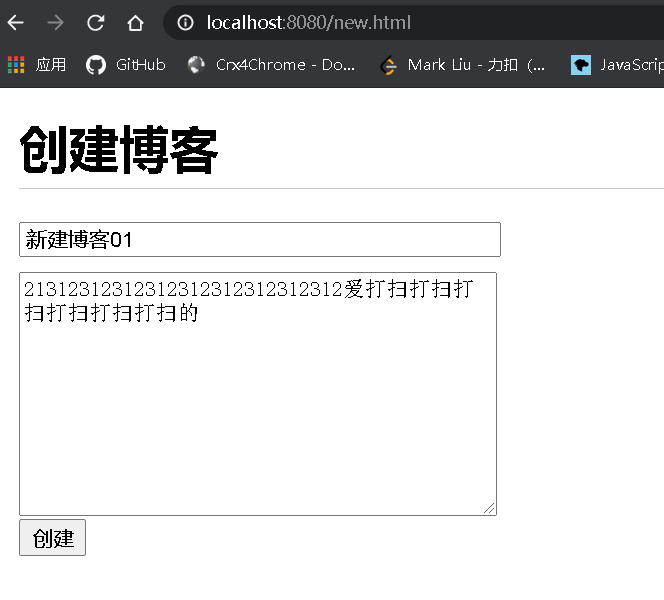 localhost:8080/new.html
应用 GitHub Crx4Chrome - Do... Mark Liu - 力扣（... JavaScrip
创建博客
新建博客01
21312312312312312312312312312爱打扫打扫打
扫打扫打扫打扫的
创建